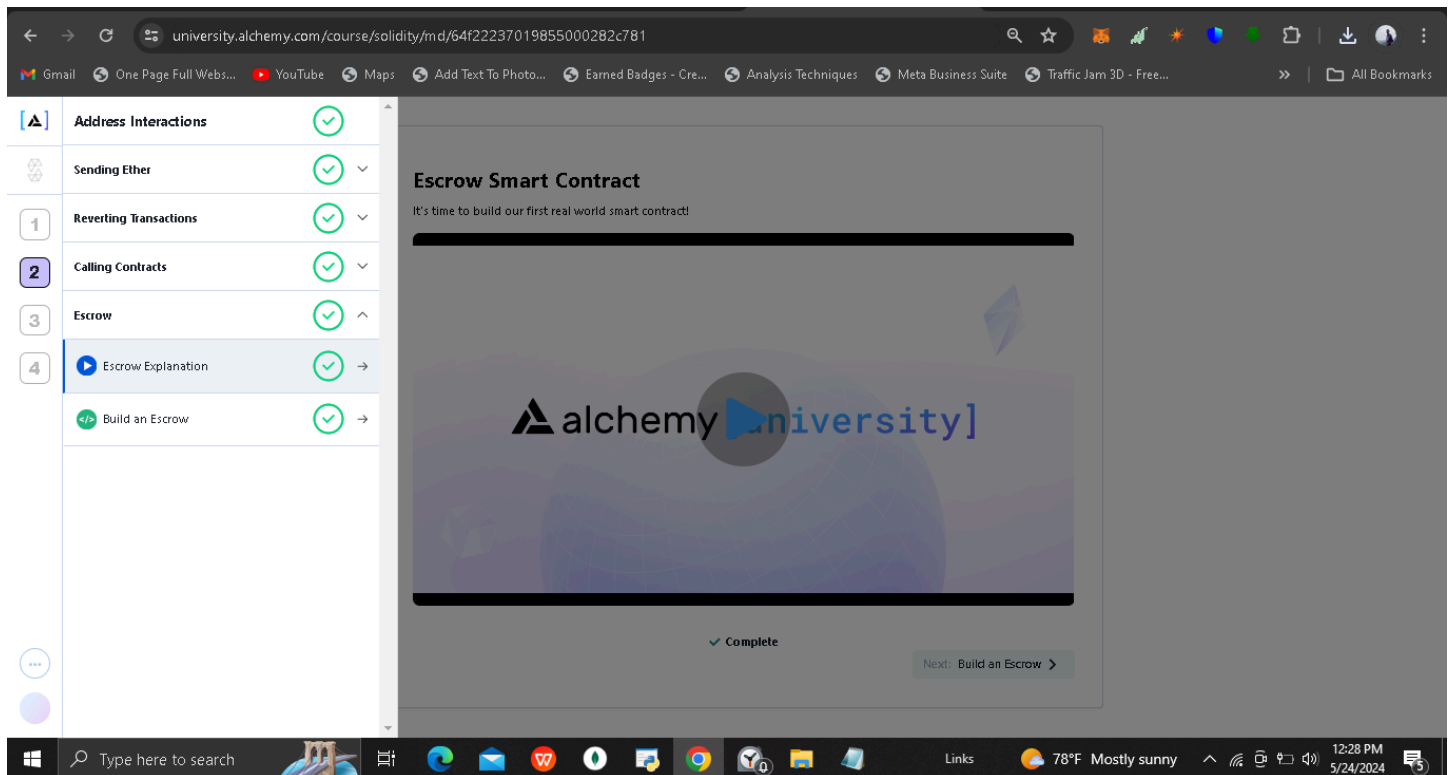 university.alchemy.com/course/solidity/md/64f22237019855000282c781
Gmail
One Page Full Webs...
YouTube
Maps
Add Text To Photo...
Earned Badges - Cre...
Analysis Techniques
Meta Business Suite
Traffic Jam 3D - Free...
»
All Bookmarks
Address Interactions
Sending Ether
Reverting Transactions
Calling Contracts
Escrow
Escrow Explanation
</> Build an Escrow
1
2
3
4
Escrow Smart Contract
It's time to build our first real world smart contract!
alchemy university]
Complete
Next: Build an Escrow
Type here to search
Links
78°F Mostly sunny
12:28 PM
5/24/2024
5